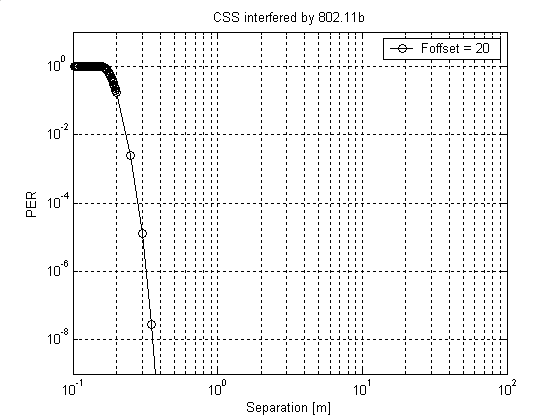 CSS interfered by 802.11b
Foffset = 20
PER
10^0
10^-2
10^-4
10^-6
10^-8
10^-1
10^0
10^1
10^2
Separation [m]